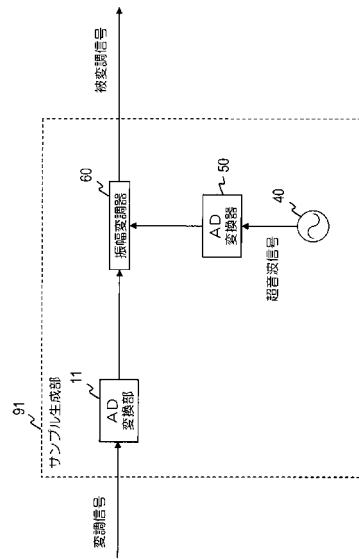 91
サンプル生成部
変調信号
11
AD
変換部
60
振幅変調器
被変調信号
50
AD
変換器
超音波信号
40